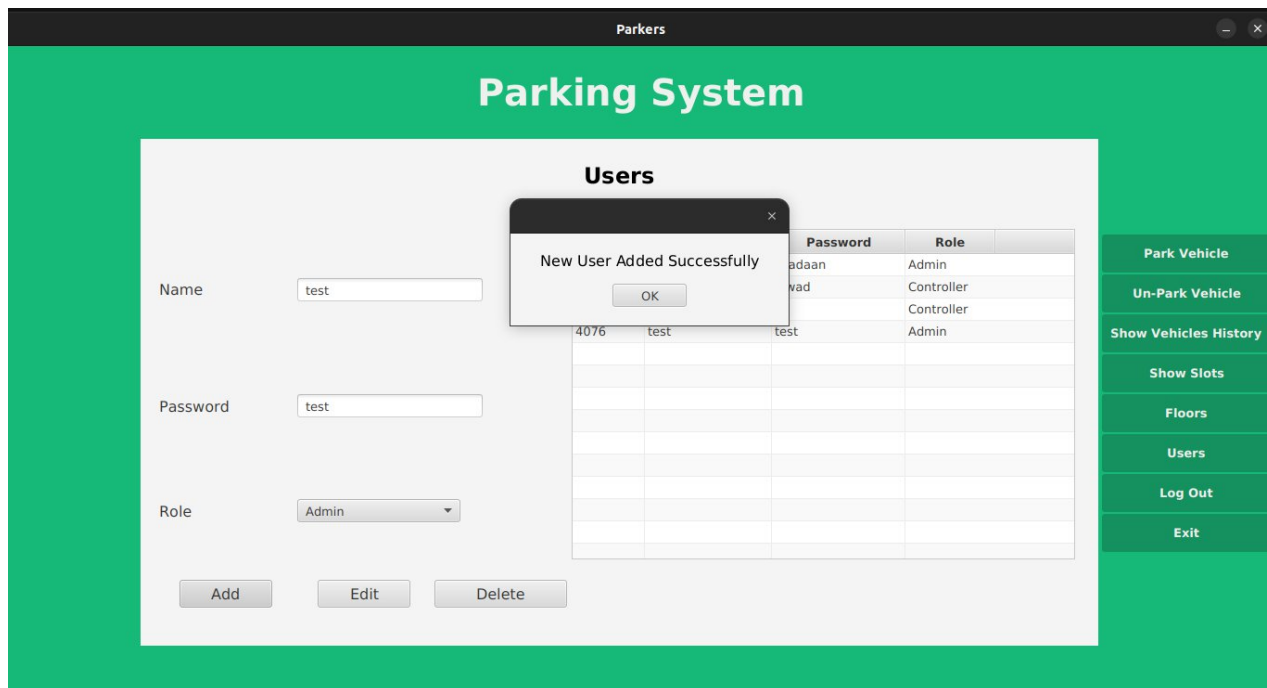 Parkers
Parking System
Users
New User Added Successfully
OK
Password Role
Admin
Controller
Controller
4076 test test Admin
Name test
Password test
Role Admin
Add Edit Delete
Park Vehicle
Un-Park Vehicle
Show Vehicles History
Show Slots
Floors
Users
Log Out
Exit